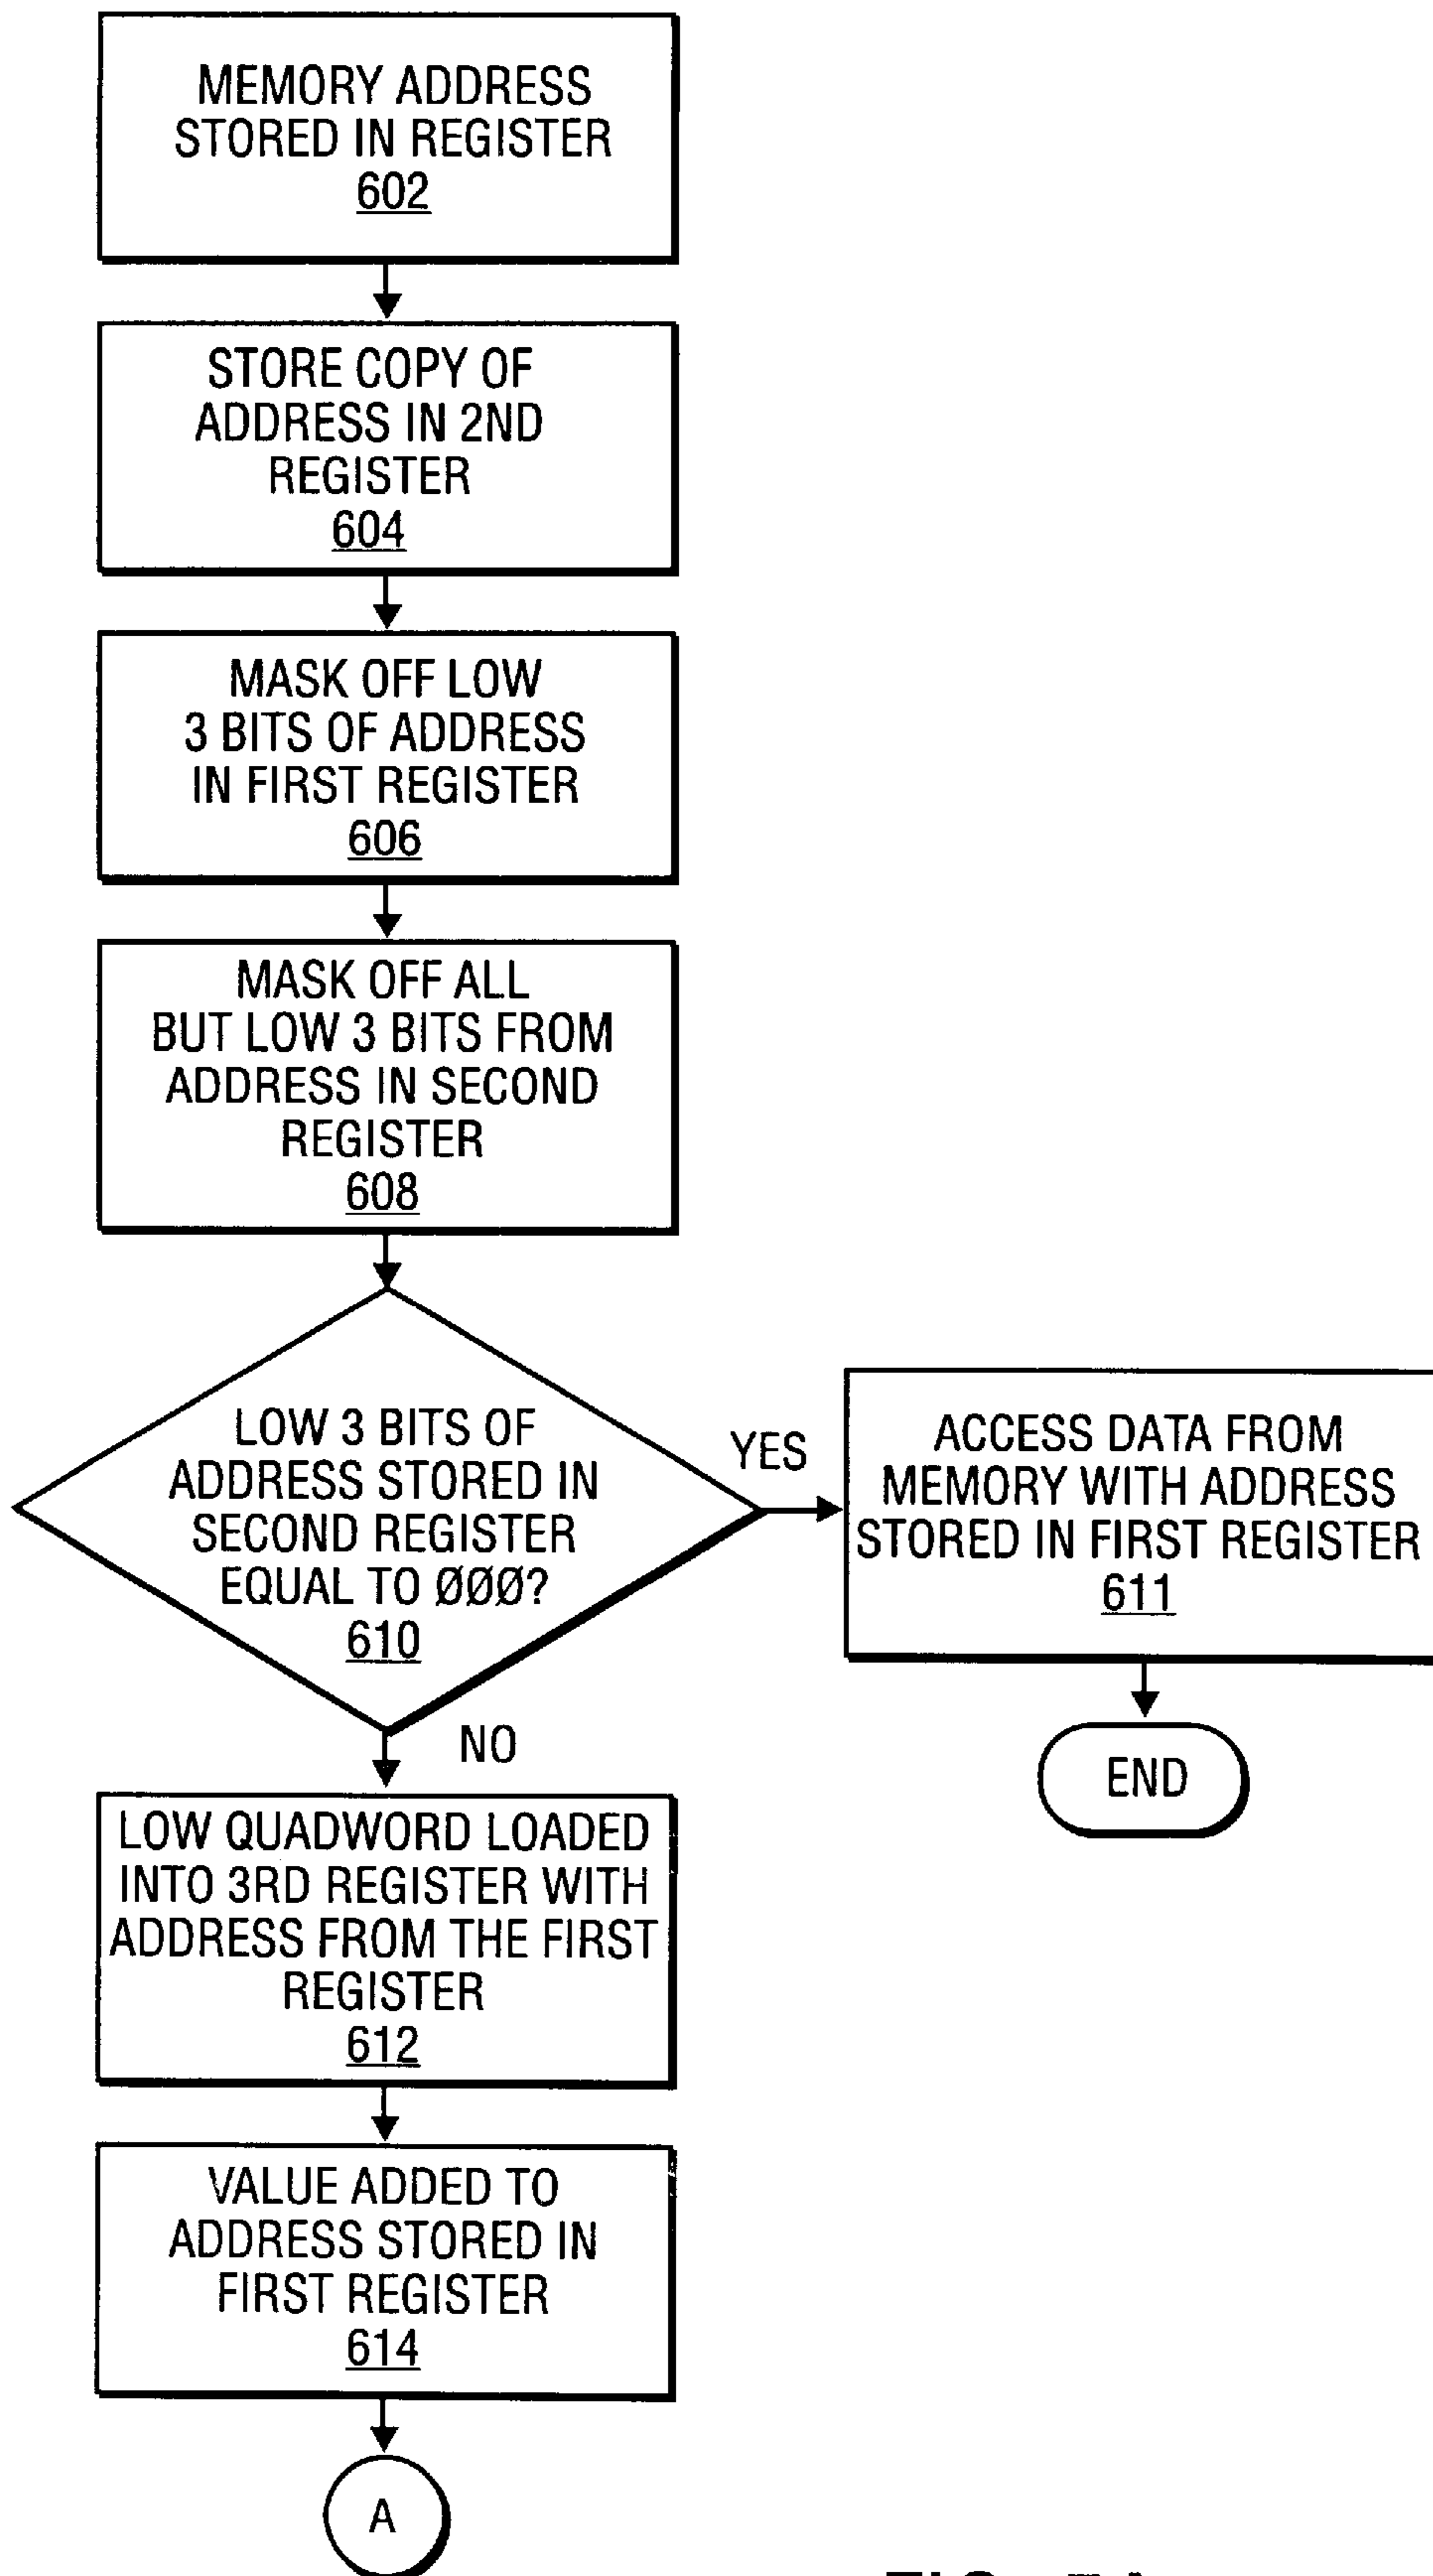 MEMORY ADDRESS
STORED IN REGISTER
602
STORE COPY OF
ADDRESS IN 2ND
REGISTER
604
MASK OFF LOW
3 BITS OF ADDRESS
IN FIRST REGISTER
606
MASK OFF ALL
BUT LOW 3 BITS FROM
ADDRESS IN SECOND
REGISTER
608
LOW 3 BITS OF
ADDRESS STORED IN
SECOND REGISTER
EQUAL TO ØØØ?
610
YES
ACCESS DATA FROM
MEMORY WITH ADDRESS
STORED IN FIRST REGISTER
611
END
NO
LOW QUADWORD LOADED
INTO 3RD REGISTER WITH
ADDRESS FROM THE FIRST
REGISTER
612
VALUE ADDED TO
ADDRESS STORED IN
FIRST REGISTER
614
A